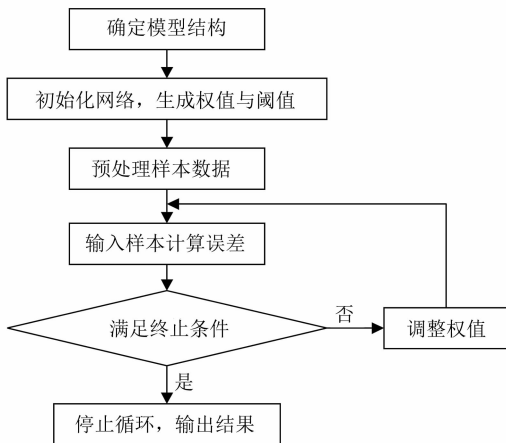 确定模型结构
初始化网络，生成权值与阈值
预处理样本数据
输入样本计算误差
满足终止条件
否
调整权值
是
停止循环，输出结果